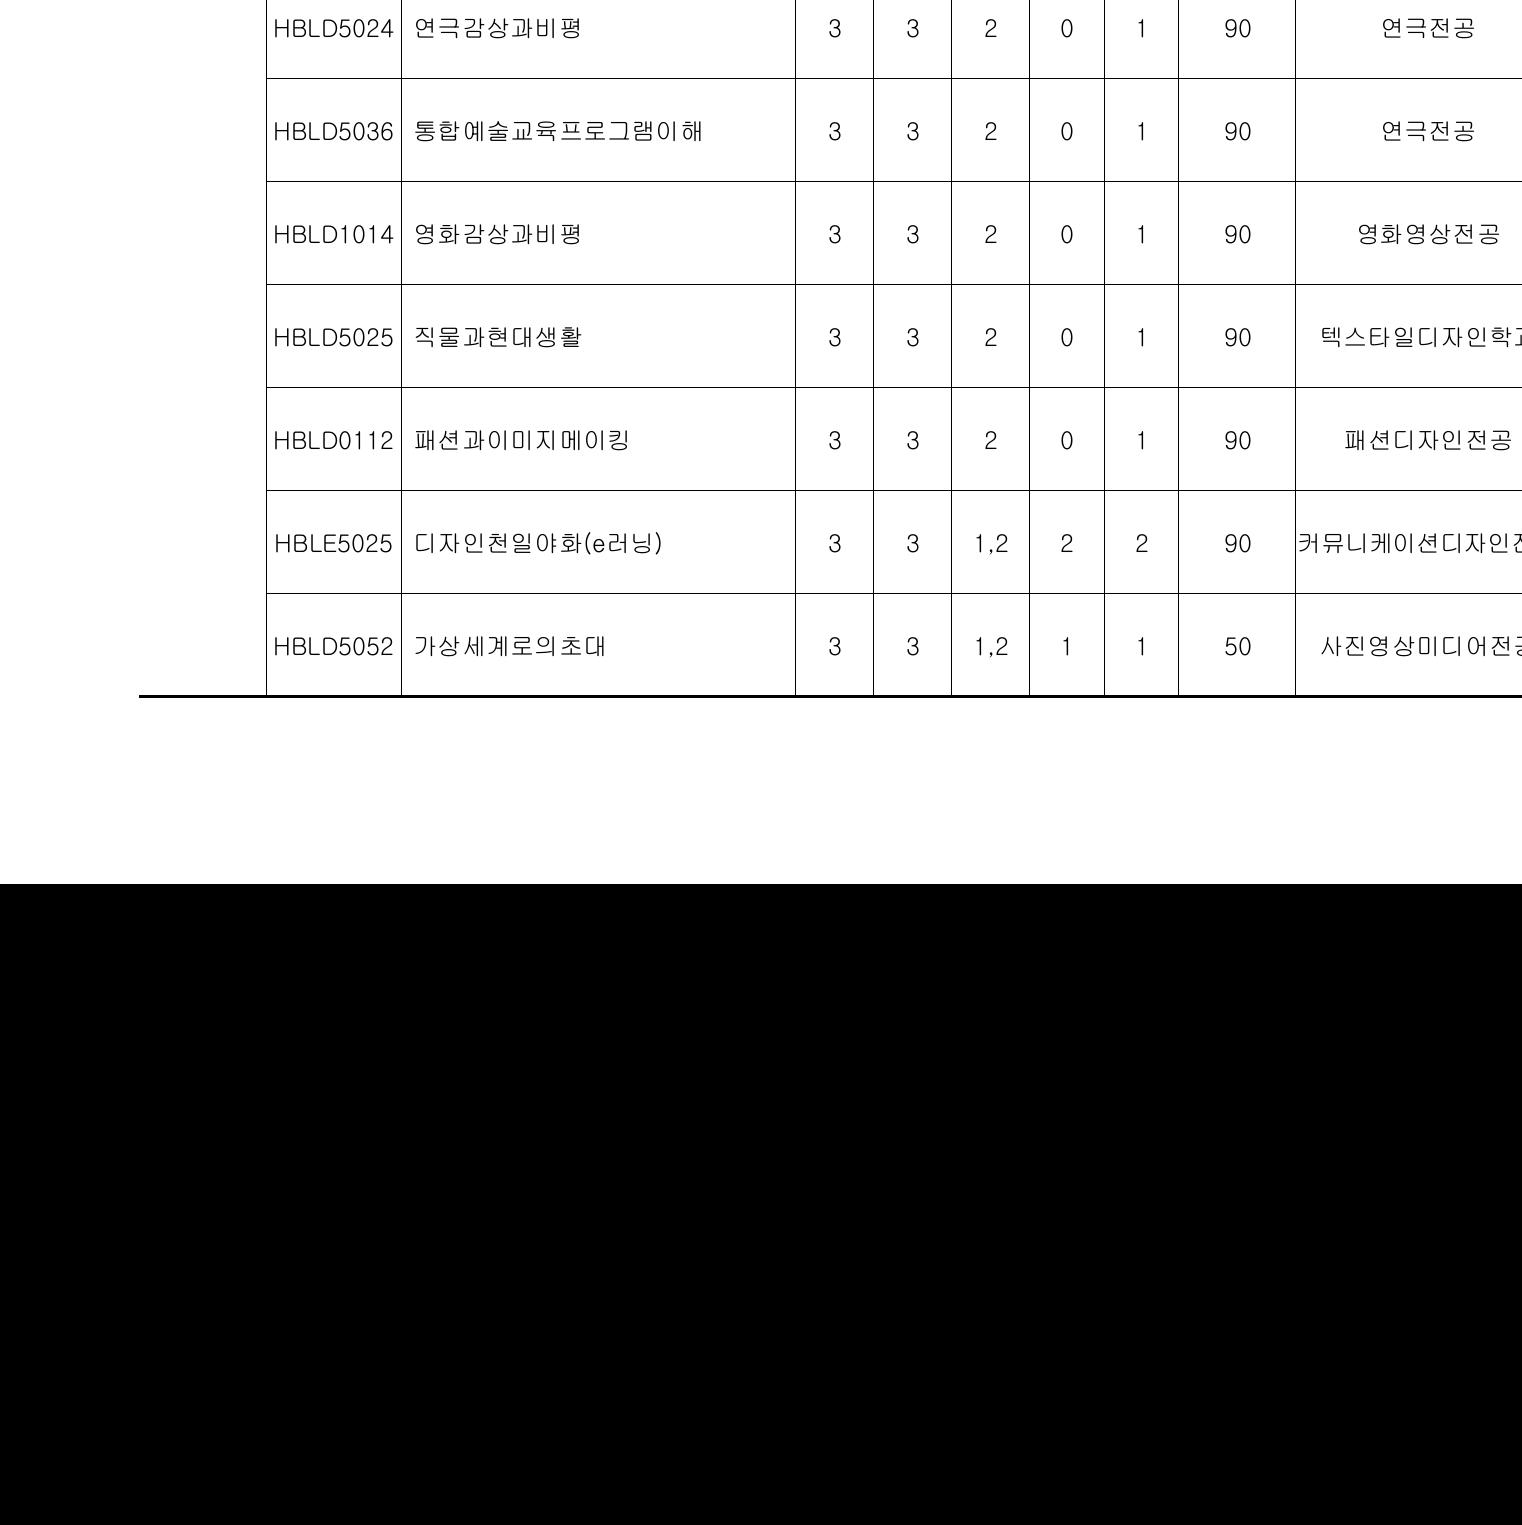 HBLD5024 연극감상과비평 3 3 2 0 1 90 연극전공
HBLD5036 통합예술교육프로그램이해 3 3 2 0 1 90 연극전공
HBLD1014 영화감상과비평 3 3 2 0 1 90 영화영상전공
HBLD5025 직물과현대생활 3 3 2 0 1 90 텍스타일디자인학과
HBLD0112 패션과이미지메이킹 3 3 2 0 1 90 패션디자인전공
HBLE5025 디자인천일야화(e러닝) 3 3 1,2 2 2 90 커뮤니케이션디자인전
HBLD5052 가상세계로의초대 3 3 1,2 1 1 50 사진영상미디어전공